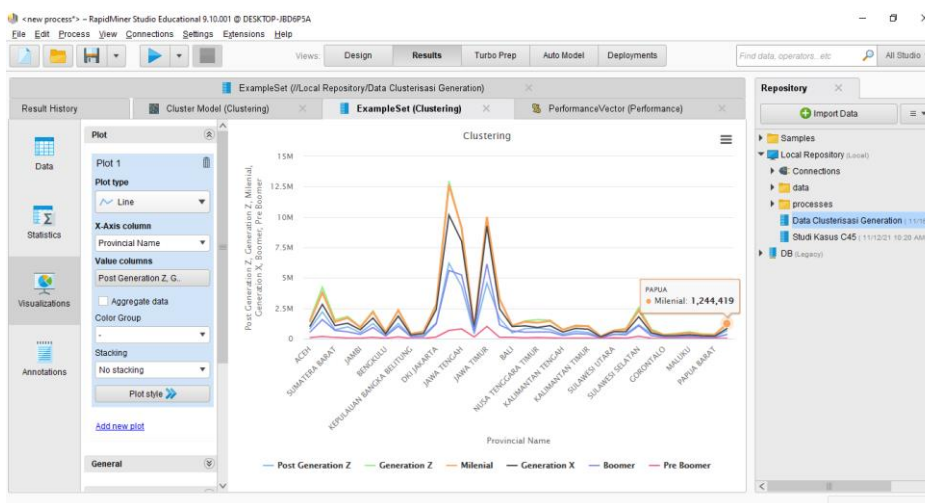 <new process*> – RapidMiner Studio Educational 9.10.001 @ DESKTOP-JBD6P5A
File Edit Process View Connections Settings Extensions Help
Views: Design Results Turbo Prep Auto Model Deployments
Find data, operators...etc
All Studio
ExampleSet (//Local Repository/Data Clusterisasi Generation)
Result History
Cluster Model (Clustering)
ExampleSet (Clustering)
PerformanceVector (Performance)
Data
Statistics
Visualizations
Annotations
Plot
Plot 1
Plot type
Line
X-Axis column
Provincial Name
Value columns
Post Generation Z, G..
Aggregate data
Color Group
-
Stacking
No stacking
Plot style
Add new plot
General
Clustering
Post Generation Z, Generation Z, Milenial,
Generation X, Boomer, Pre Boomer
15M
12.5M
10M
7.5M
5M
2.5M
0
PAPUA
Milenial: 1,244,419
ACEH
SUMATERA BARAT
JAMBI
BENGKULU
KEPULAUAN BANGKA BELITUNG
DKI JAKARTA
JAWA TENGAH
JAWA TIMUR
BALI
NUSA TENGGARA TIMUR
KALIMANTAN TENGAH
KALIMANTAN TIMUR
SULAWESI UTARA
SULAWESI SELATAN
GORONTALO
MALUKU
PAPUA BARAT
Provincial Name
Post Generation Z Generation Z Milenial Generation X Boomer Pre Boomer
Repository
Import Data
Samples
Local Repository (Local)
Connections
data
processes
Data Clusterisasi Generation
Studi Kasus C45 (11/12/21 10:28 AM
DB (Legacy)